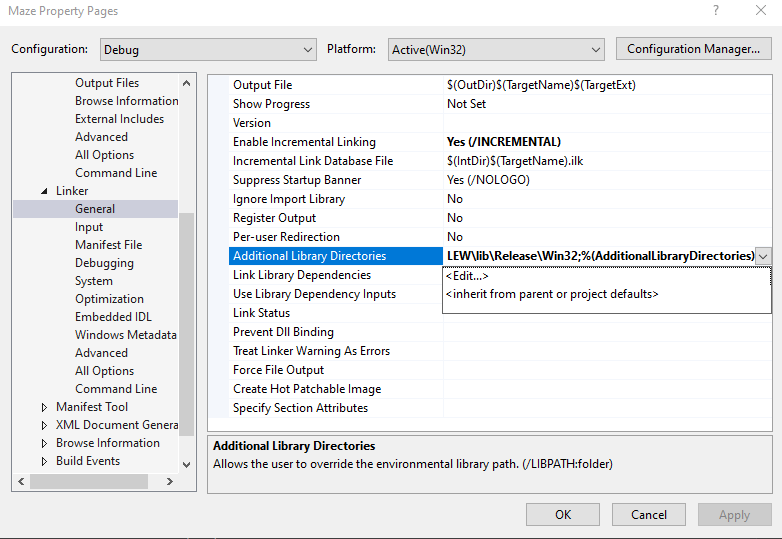 Maze Property Pages
?
Configuration: Debug Platform: Active(Win32) Configuration Manager...
Output Files
Browse Information
External Includes
Advanced
All Options
Command Line
Linker
General
Input
Manifest File
Debugging
System
Optimization
Embedded IDL
Windows Metadata
Advanced
All Options
Command Line
Manifest Tool
XML Document Genera
Browse Information
Build Events
Output File $(OutDir)$(TargetName)$(TargetExt)
Show Progress Not Set
Version
Enable Incremental Linking Yes (/INCREMENTAL)
Incremental Link Database File $(IntDir)$(TargetName).ilk
Suppress Startup Banner Yes (/NOLOGO)
Ignore Import Library No
Register Output No
Per-user Redirection No
Additional Library Directories LEW\lib\Release\Win32;%(AdditionalLibraryDirectories)
Link Library Dependencies <Edit...>
Use Library Dependency Inputs <inherit from parent or project defaults>
Link Status
Prevent Dll Binding
Treat Linker Warning As Errors
Force File Output
Create Hot Patchable Image
Specify Section Attributes
Additional Library Directories
Allows the user to override the environmental library path. (/LIBPATH:folder)
OK Cancel Apply